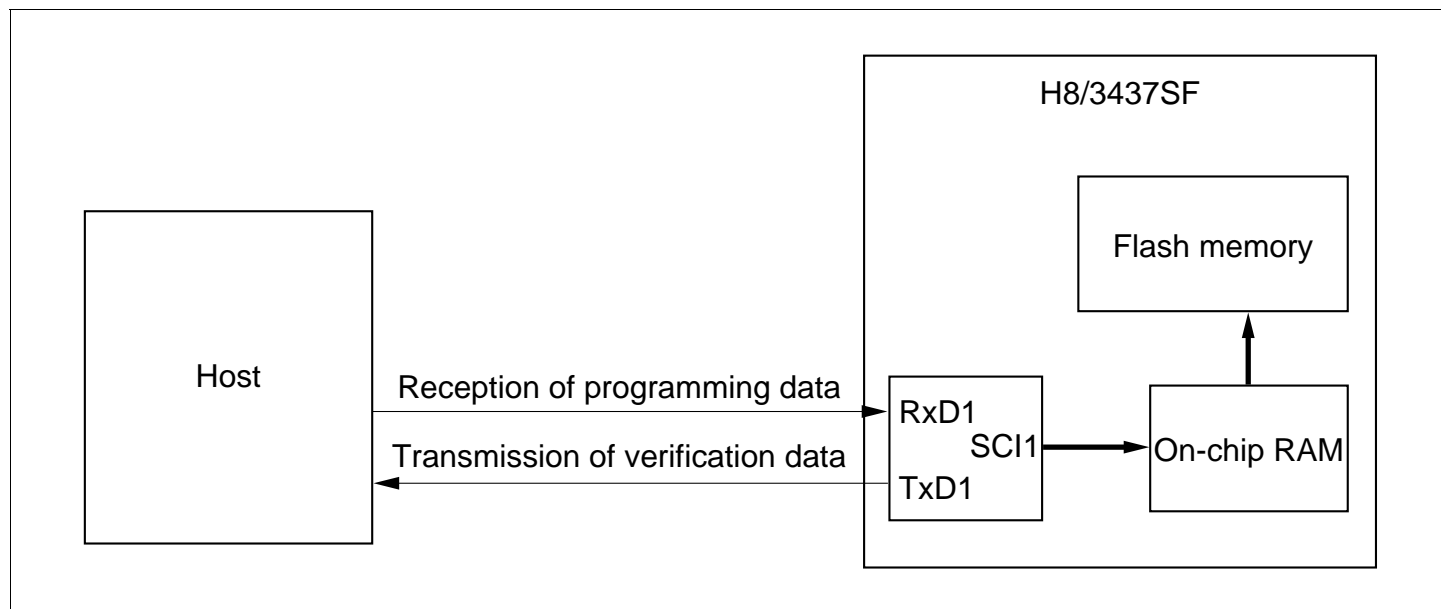 H8/3437SF
Flash memory
Host
Reception of programming data
RxD1
SCI1
On-chip RAM
Transmission of verification data
TxD1